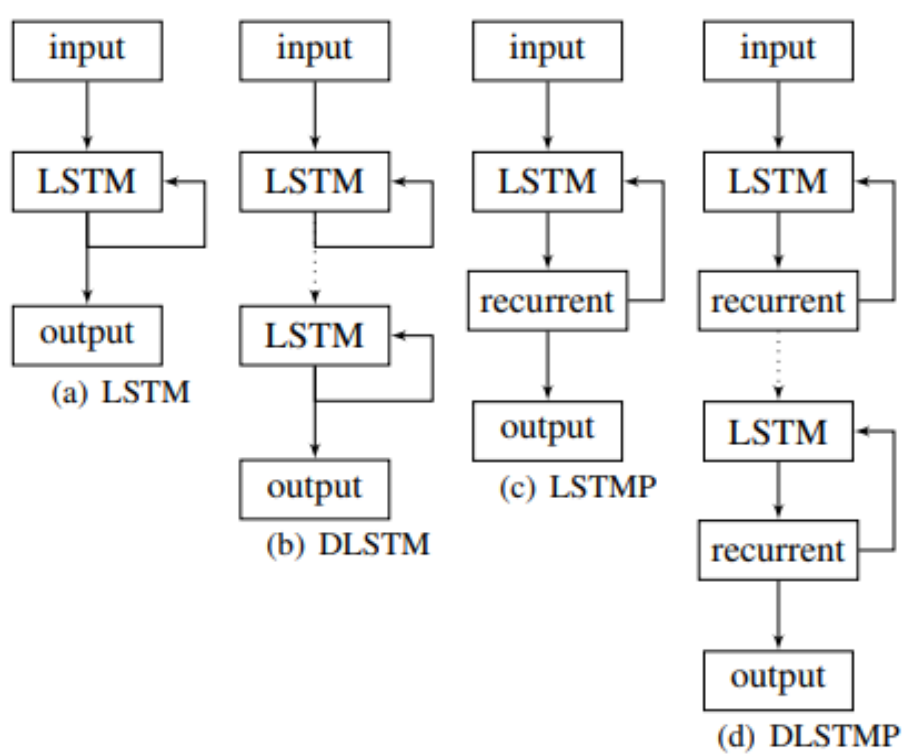 input
LSTM
output
(a) LSTM
input
LSTM
LSTM
output
(b) DLSTM
input
LSTM
recurrent
output
(c) LSTMP
input
LSTM
recurrent
LSTM
recurrent
output
(d) DLSTMP